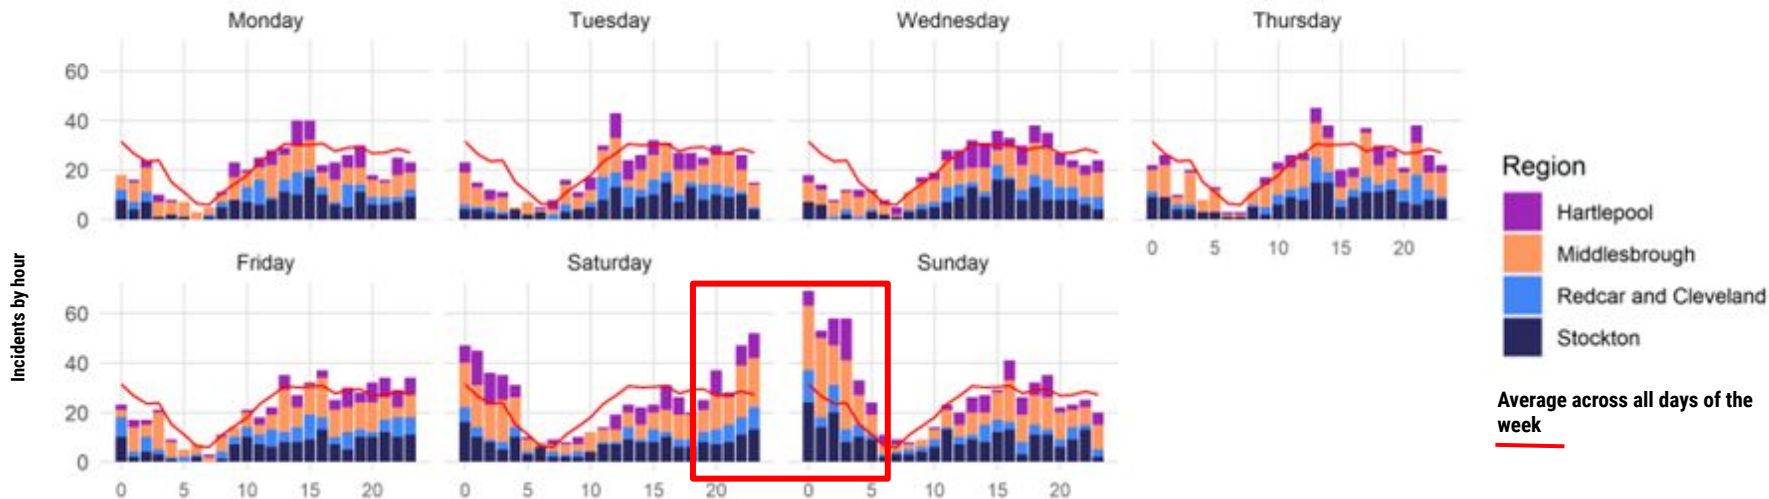 Monday Tuesday Wednesday Thursday
60
40
20
0
0 5 10 15 20
Region
Hartlepool
Middlesbrough
Redcar and Cleveland
Stockton
Average across all days of the
week
Incidents by hour
Friday Saturday Sunday
60
40
20
0
0 5 10 15 20 0 5 10 15 20 0 5 10 15 20